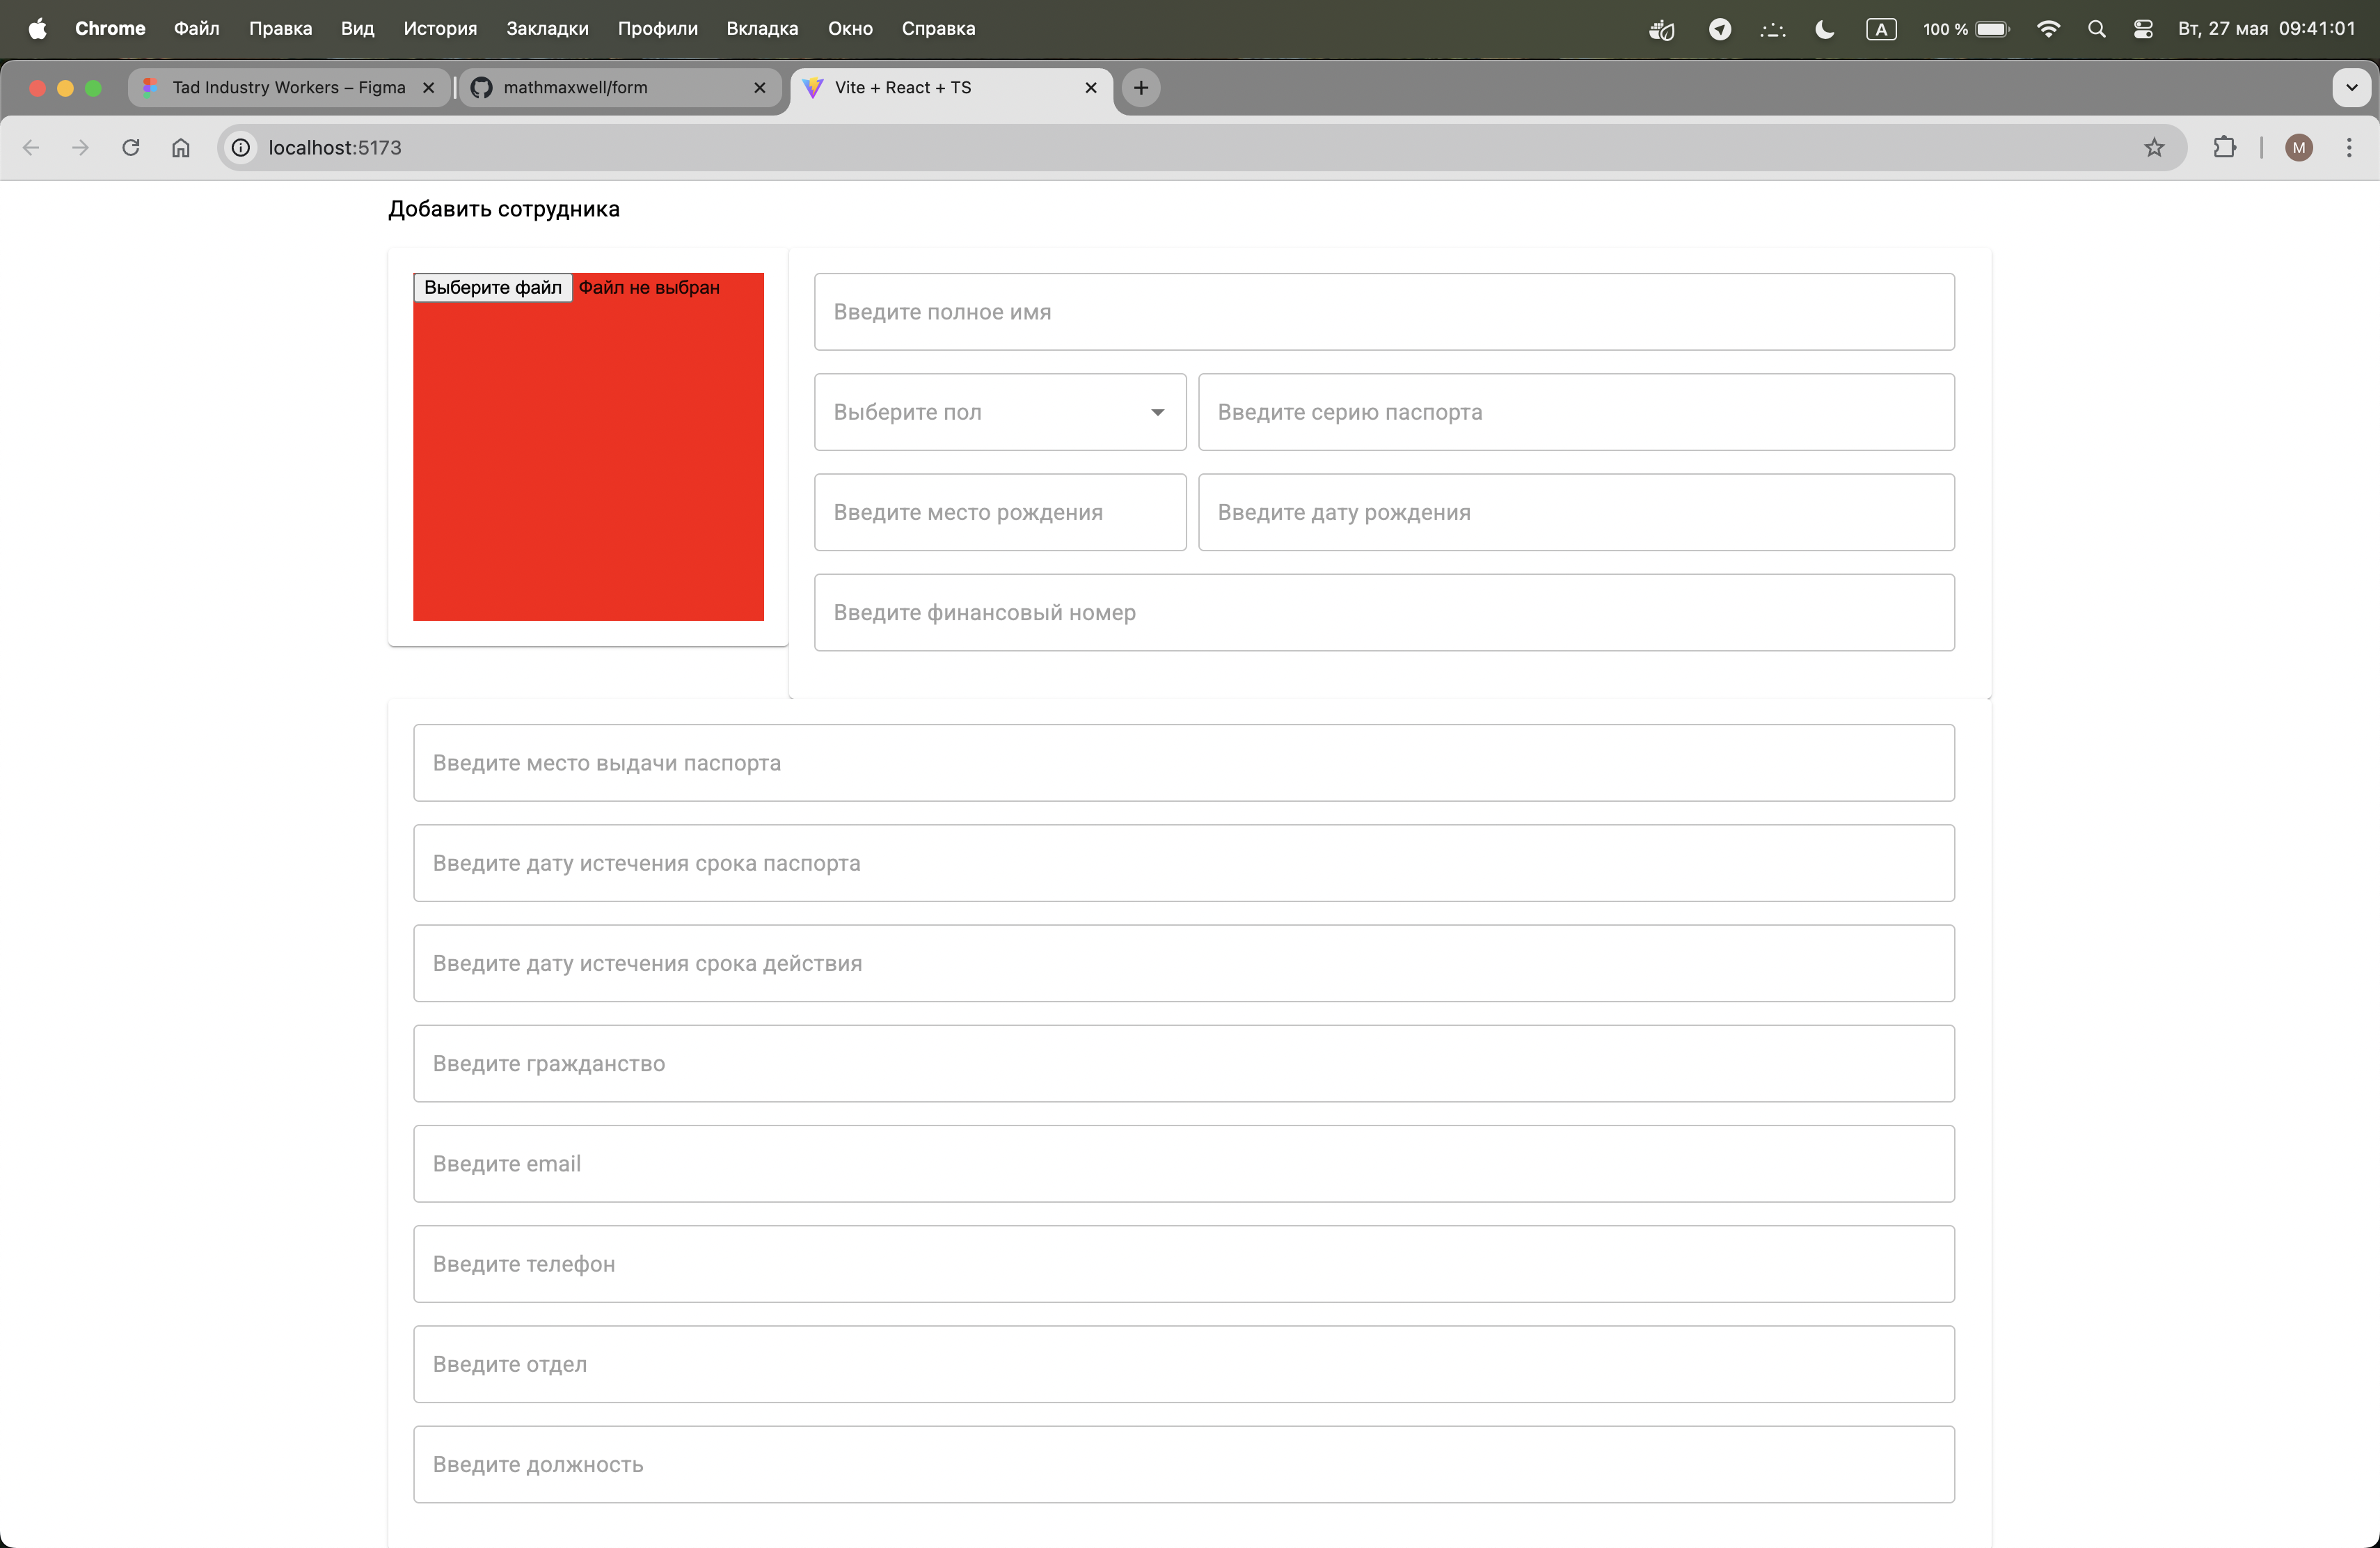 Chrome Файл Правка Вид История Закладки Профили Вкладка Окно Справка A 100 % Вт, 27 мая 09:41:01
Tad Industry Workers – Figma mathmaxwell/form Vite + React + TS
localhost:5173 M
Добавить сотрудника
Выберите файл Файл не выбран
Введите полное имя
Выберите пол Введите серию паспорта
Введите место рождения Введите дату рождения
Введите финансовый номер
Введите место выдачи паспорта
Введите дату истечения срока паспорта
Введите дату истечения срока действия
Введите гражданство
Введите email
Введите телефон
Введите отдел
Введите должность